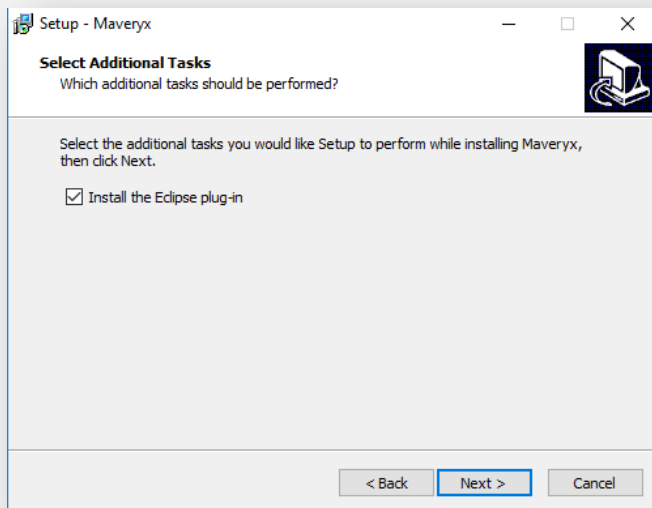 Setup - Maveryx
Select Additional Tasks
Which additional tasks should be performed?
Select the additional tasks you would like Setup to perform while installing Maveryx,
then click Next.
Install the Eclipse plug-in
< Back
Next >
Cancel